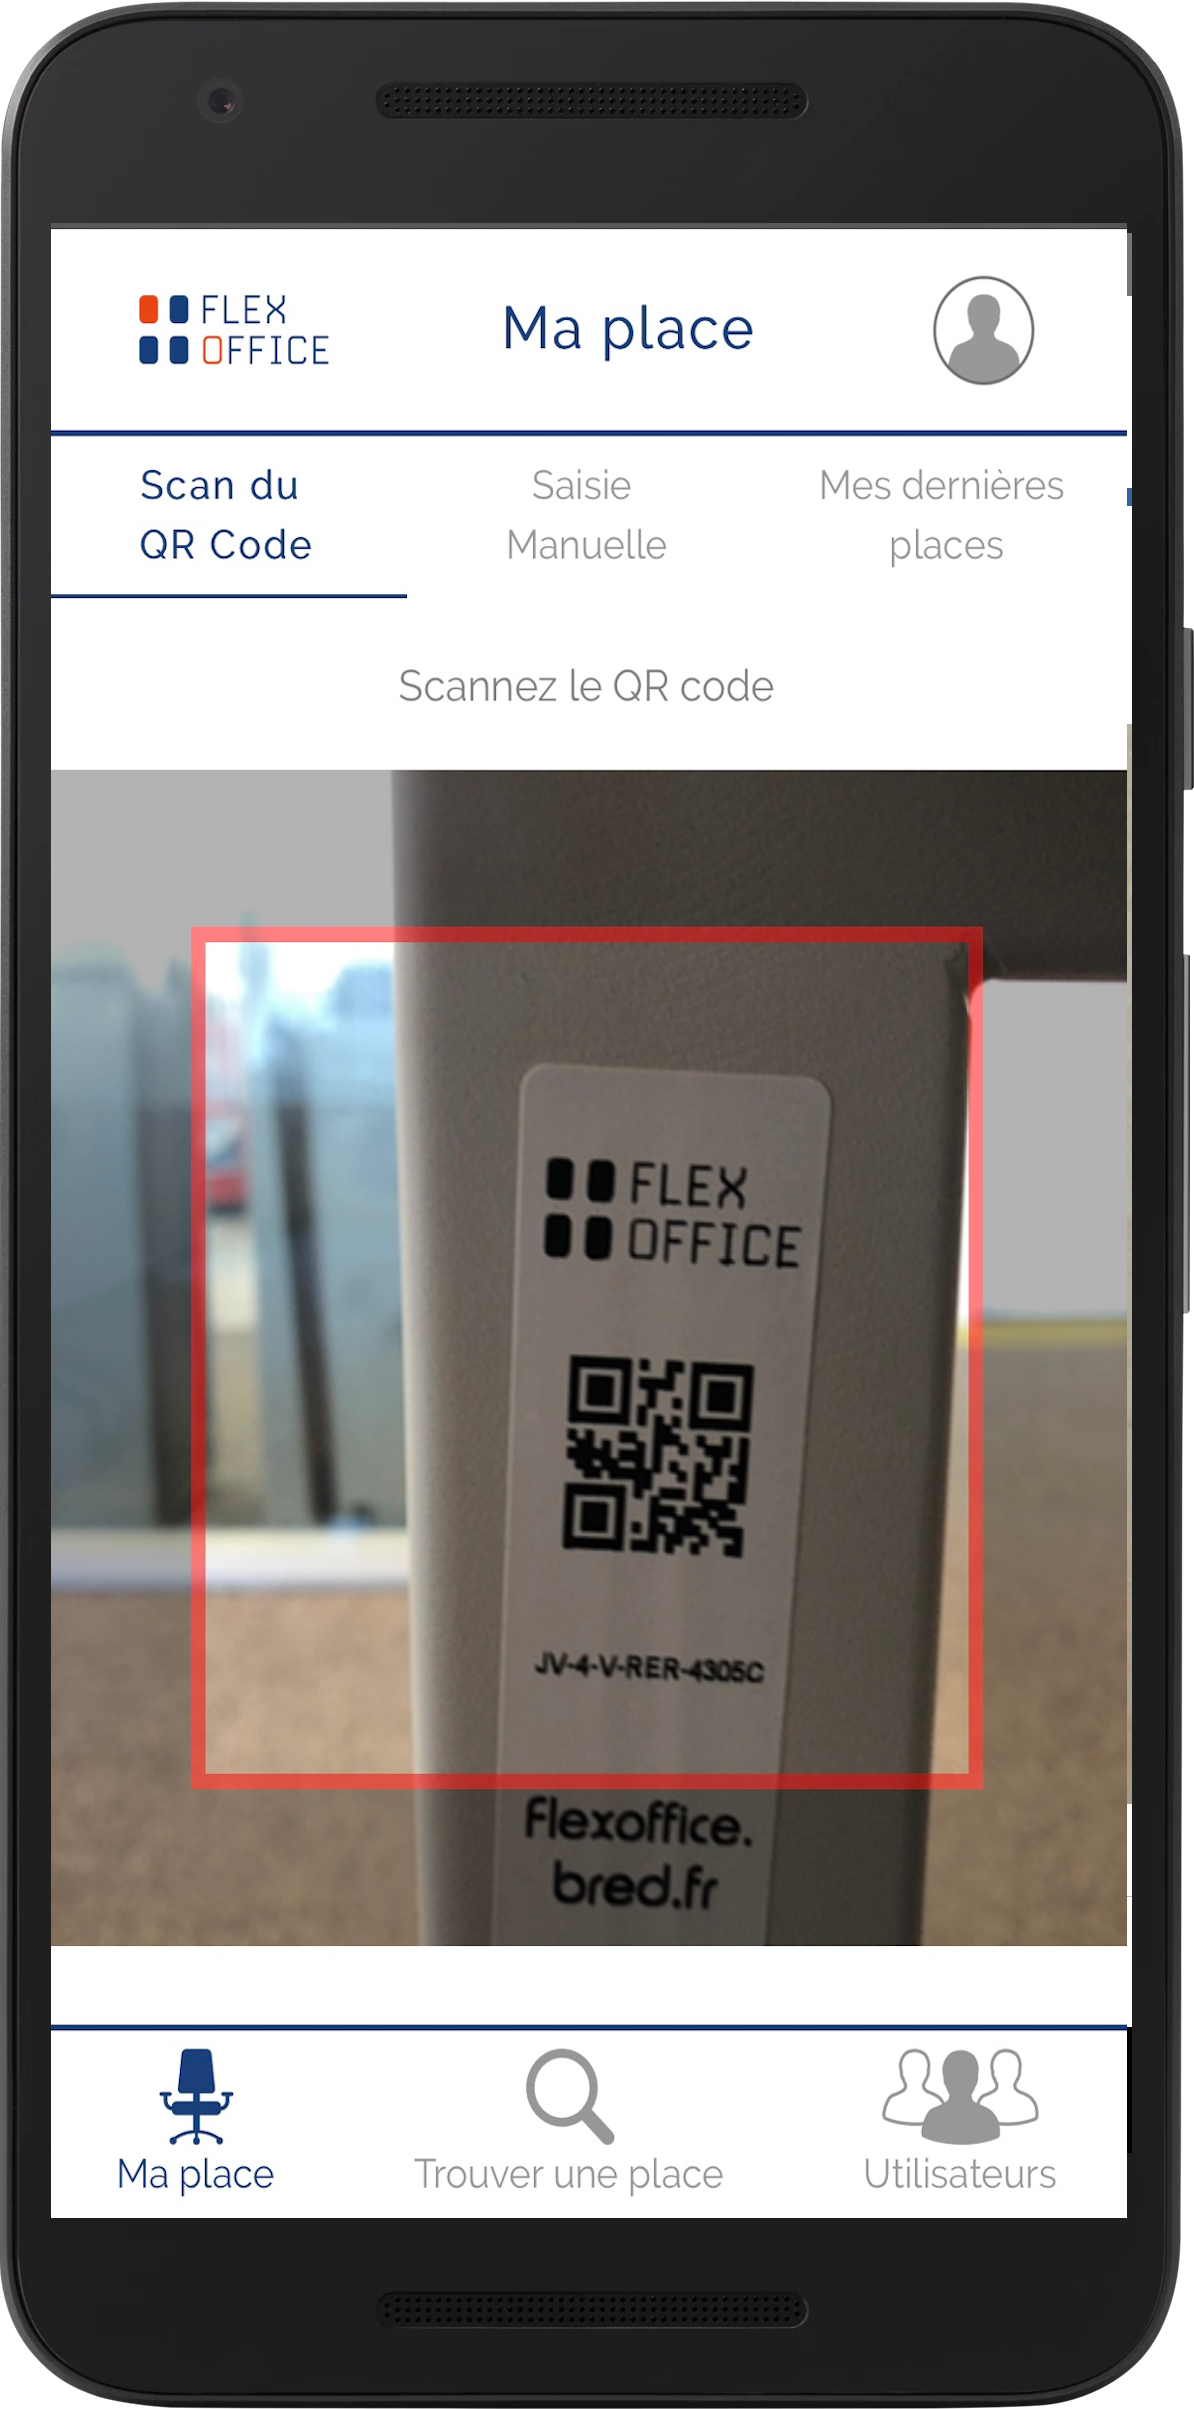 FLEX
OFFICE
Ma place
Scan du
QR Code
Saisie
Manuelle
Mes dernières
places
Scannez le QR code
FLEX
OFFICE
JV-4-V-RER-4305C
Flexoffice.
bred.fr
Ma place
Trouver une place
Utilisateurs